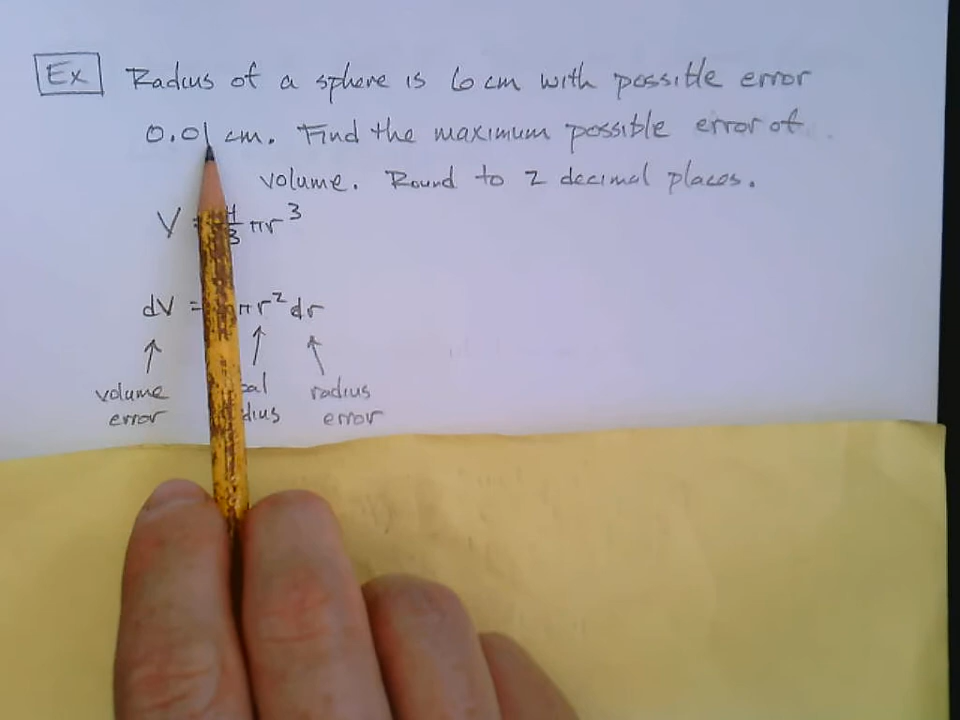 Ex Radius of a sphere is 6 cm with possible error
0.01 cm. Find the maximum possible error of
volume. Round to 2 decimal places.
V = 4/3 πr³
dV = πr² dr
volume radius
error error